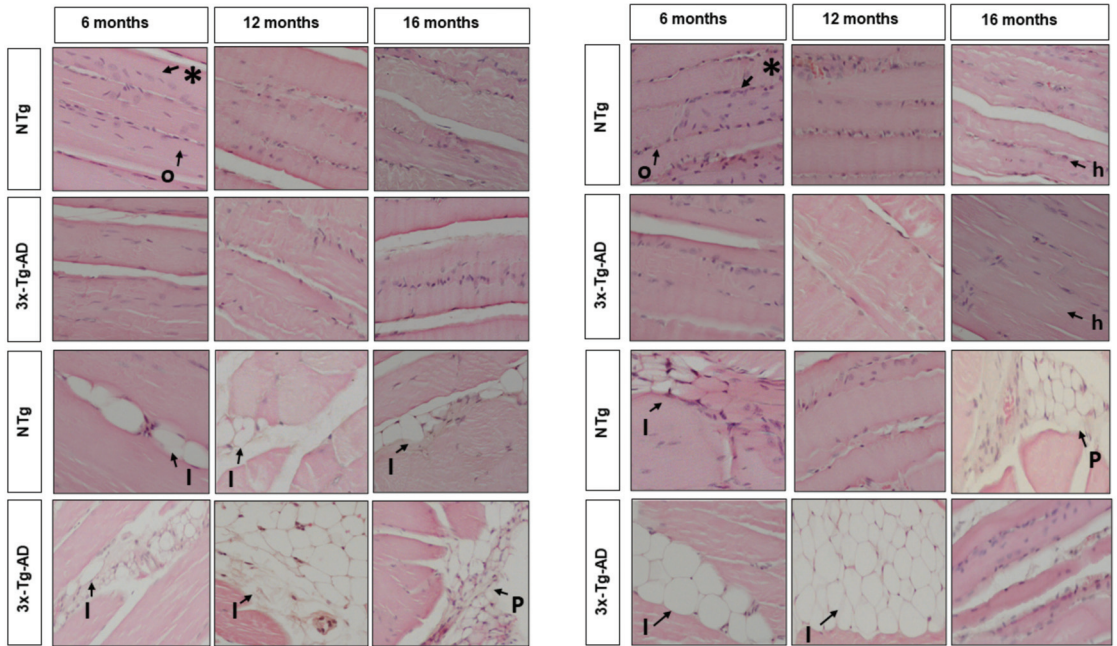 6 months 12 months 16 months
NTg * o
3x-Tg-AD
NTg I I I
3x-Tg-AD I I P
6 months 12 months 16 months
NTg * o h
3x-Tg-AD h
NTg I P
3x-Tg-AD I I